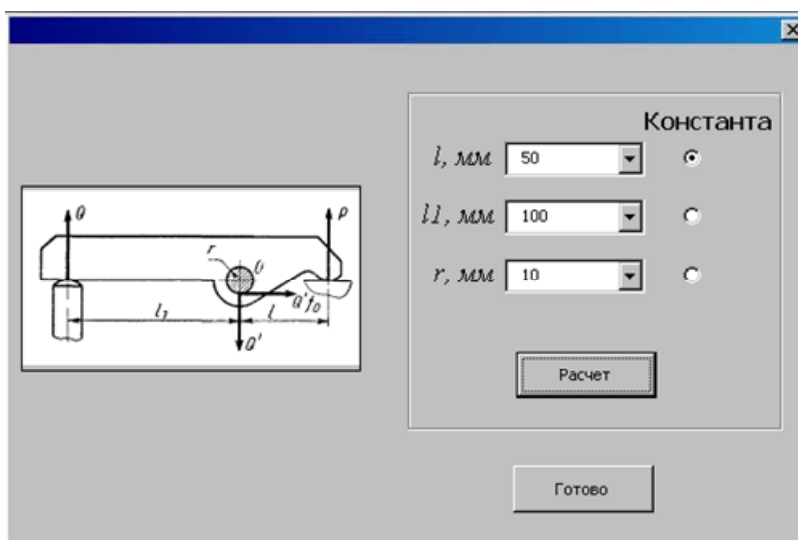 Константа
l, мм 50
l1, мм 100
r, мм 10
Расчет
Готово
Q
P
r
O
Q'f₀
l₁
l
Q'